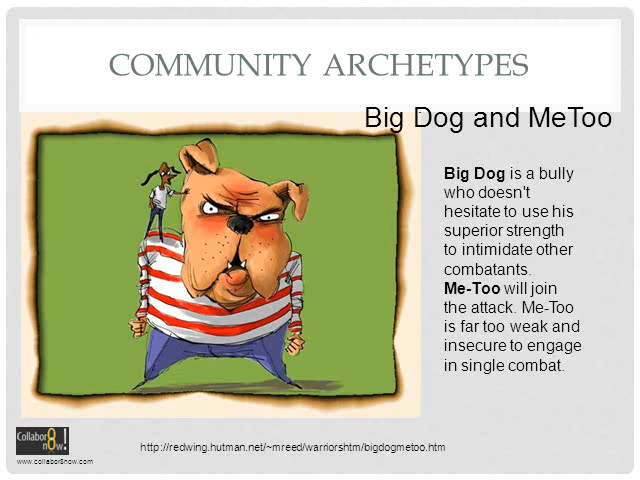 COMMUNITY ARCHETYPES
Big Dog and MeToo
Big Dog is a bully
who doesn't
hesitate to use his
superior strength
to intimidate other
combatants.
Me-Too will join
the attack. Me-Too
is far too weak and
insecure to engage
in single combat.
Collabor8
now!
www.collabor8now.com
http://redwing.hutman.net/~mreed/warriorshtm/bigdogmetoo.htm